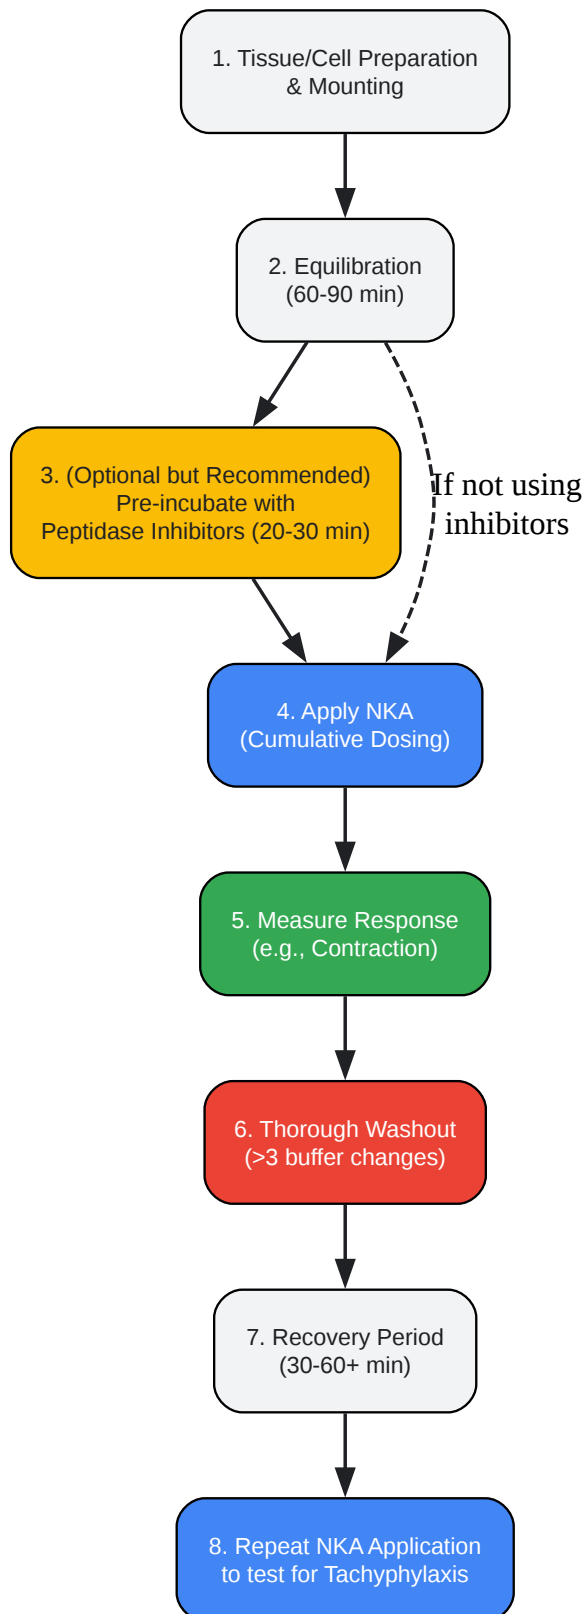 1. Tissue/Cell Preparation
& Mounting
2. Equilibration
(60-90 min)
3. (Optional but Recommended)
Pre-incubate with
Peptidase Inhibitors (20-30 min)
If not using
inhibitors
4. Apply NKA
(Cumulative Dosing)
5. Measure Response
(e.g., Contraction)
6. Thorough Washout
(>3 buffer changes)
7. Recovery Period
(30-60+ min)
8. Repeat NKA Application
to test for Tachyphylaxis